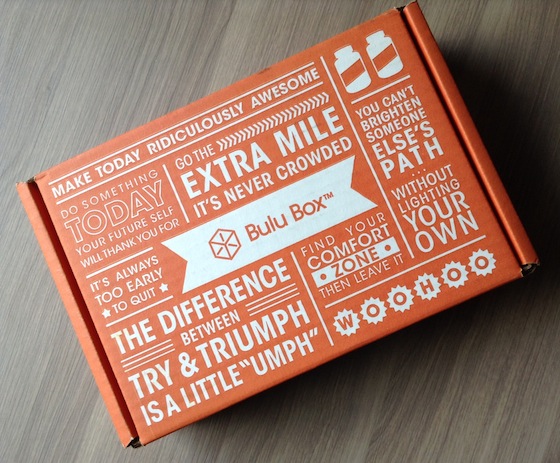 MAKE TODAY RIDICULOUSLY AWESOME
DO SOMETHING
TODAY
YOUR FUTURE SELF
WILL THANK YOU FOR
GO THE
EXTRA MILE
IT'S NEVER CROWDED
YOU CAN'T
BRIGHTEN
SOMEONE
ELSE'S
PATH
...
WITHOUT
LIGHTING
YOUR
OWN
Bulu Box™
IT'S ALWAYS
TOO EARLY
TO QUIT
FIND YOUR
COMFORT
ZONE
THEN LEAVE IT
THE DIFFERENCE
BETWEEN
TRY & TRIUMPH
IS A LITTLE "UMPH"
WOOHOO